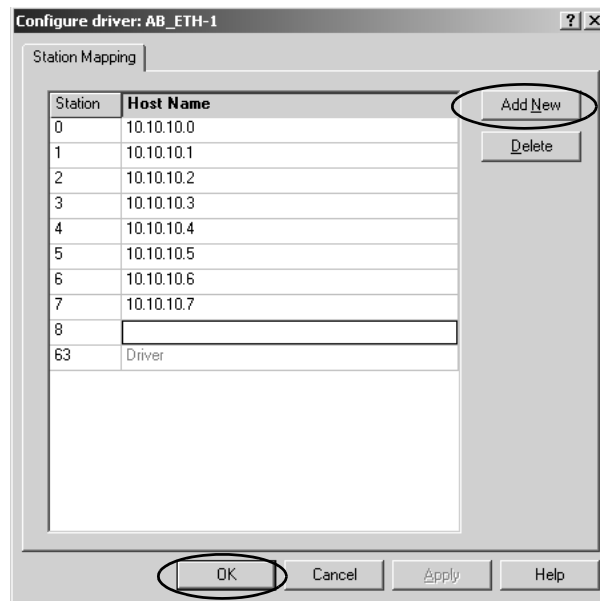 Configure driver: AB_ETH-1
? X
Station Mapping
Station Host Name
0 10.10.10.0
1 10.10.10.1
2 10.10.10.2
3 10.10.10.3
4 10.10.10.4
5 10.10.10.5
6 10.10.10.6
7 10.10.10.7
8
63 Driver
Add New
Delete
OK Cancel Apply Help